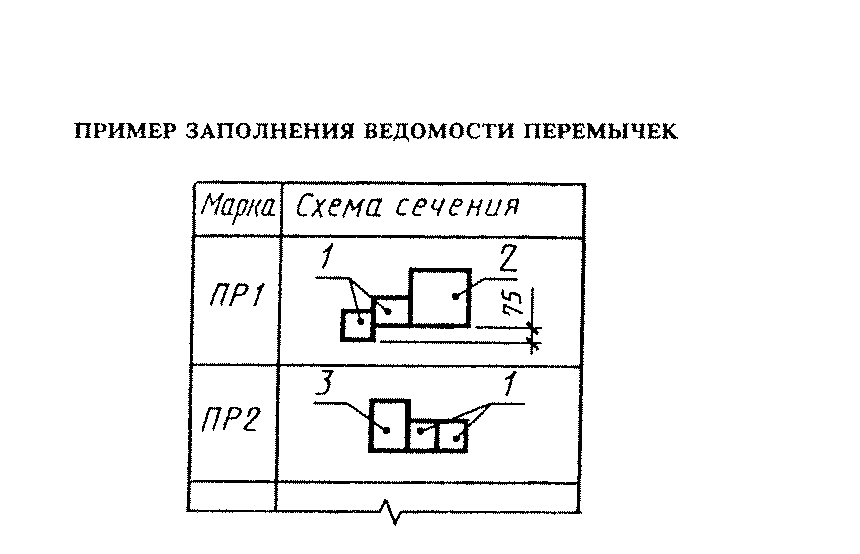 ПРИМЕР ЗАПОЛНЕНИЯ ВЕДОМОСТИ ПЕРЕМЫЧЕК
Марка Схема сечения
ПР1 1 2 75
ПР2 3 1